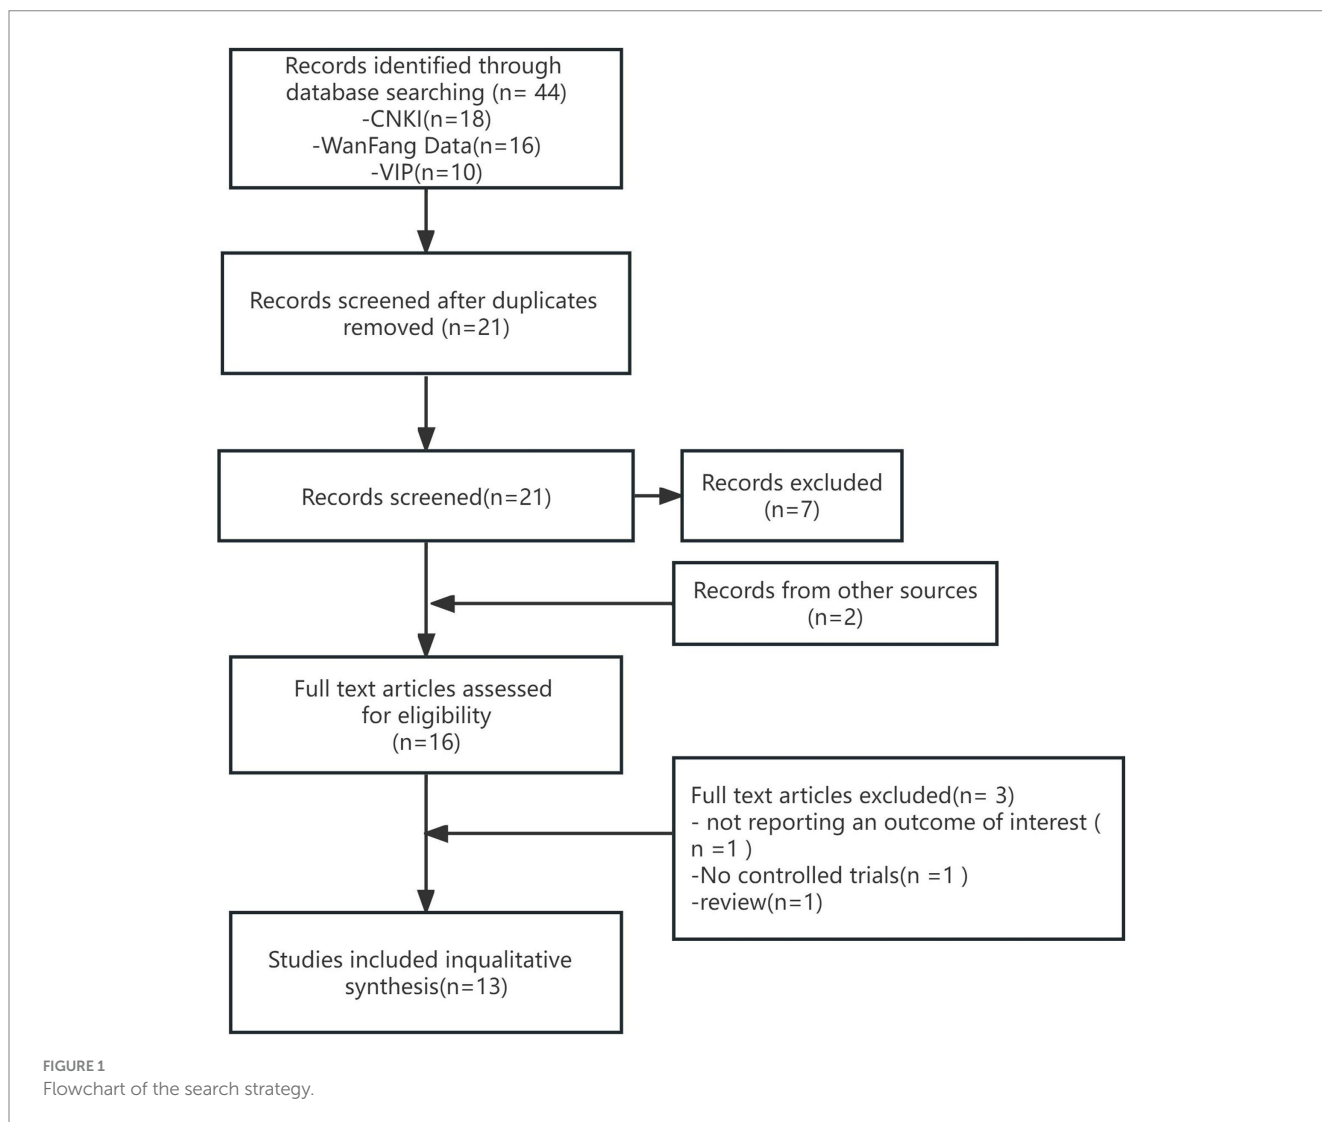 Records identified through
database searching (n= 44)
-CNKI(n=18)
-WanFang Data(n=16)
-VIP(n=10)
Records screened after duplicates
removed (n=21)
Records screened(n=21)
Records excluded
(n=7)
Records from other sources
(n=2)
Full text articles assessed
for eligibility
(n=16)
Full text articles excluded(n= 3)
- not reporting an outcome of interest (
n =1 )
-No controlled trials(n =1 )
-review(n=1)
Studies included inqualitative
synthesis(n=13)
FIGURE 1
Flowchart of the search strategy.